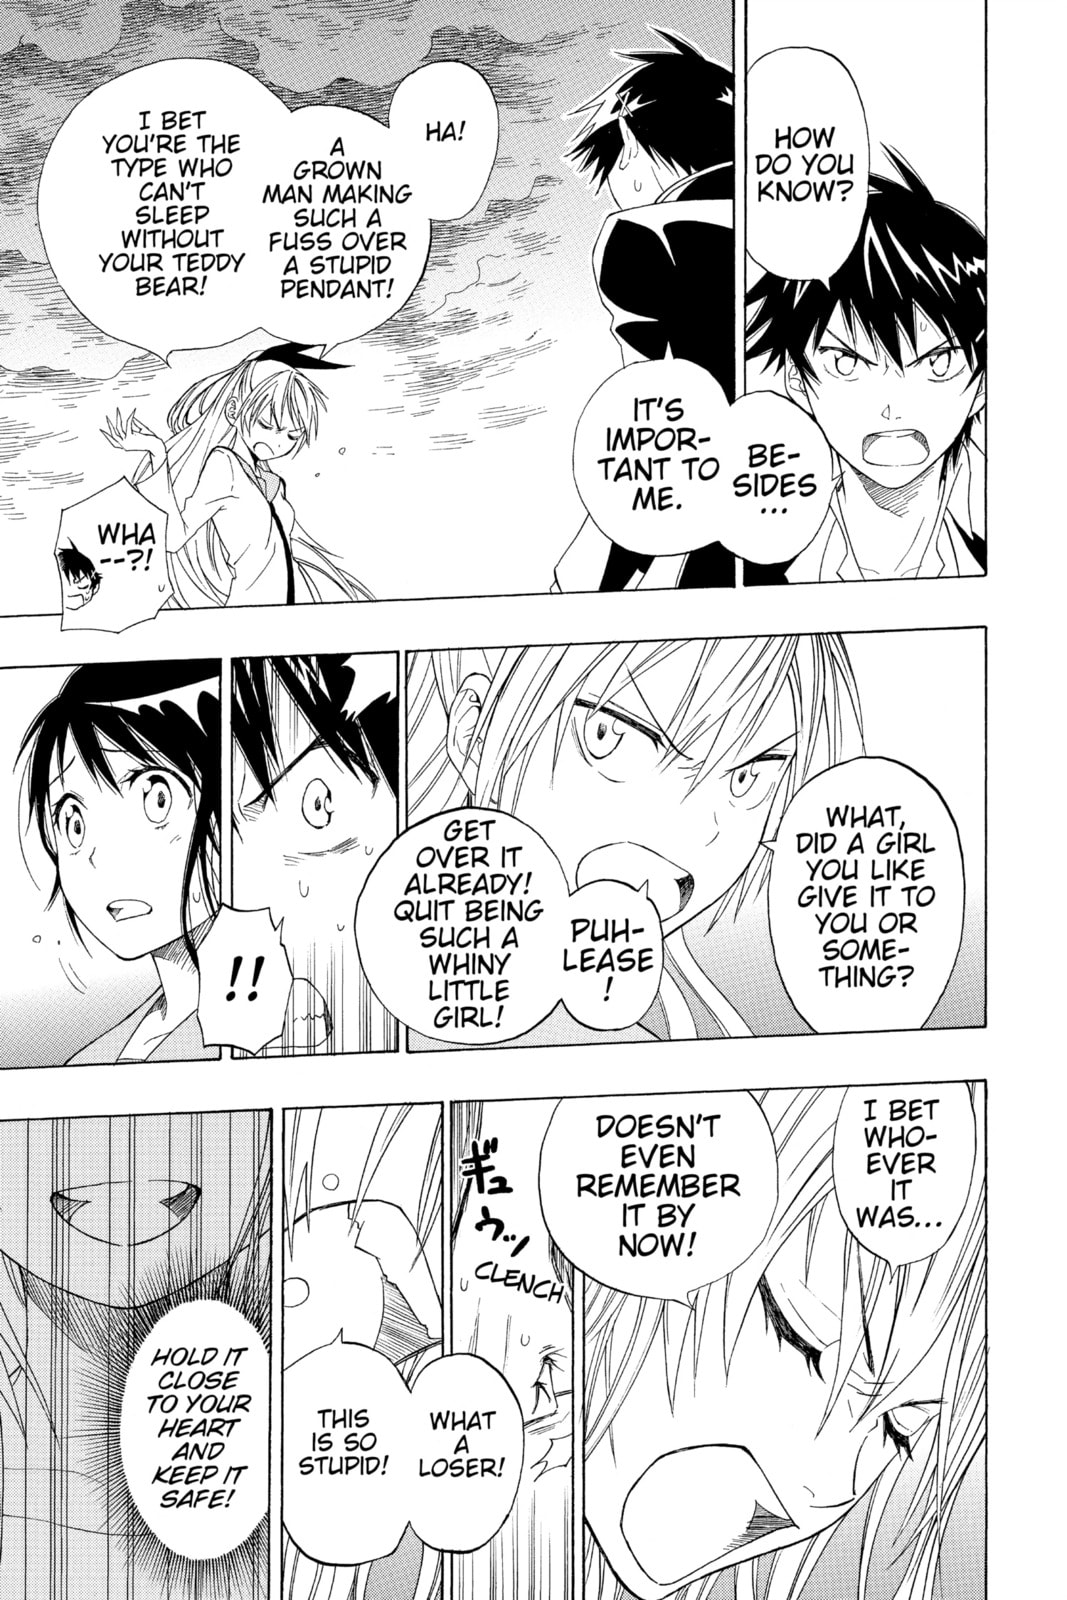 HOW
DO YOU
KNOW?
BE-
SIDES
...
IT'S
IMPOR-
TANT TO
ME.
HA!
A
GROWN
MAN MAKING
SUCH A
FUSS OVER
A STUPID
PENDANT!
I BET
YOU'RE THE
TYPE WHO
CAN'T
SLEEP
WITHOUT
YOUR TEDDY
BEAR!
WHA
--?!
WHAT,
DID A GIRL
YOU LIKE
GIVE IT TO
YOU OR
SOME-
THING?
PUH-
LEASE
!
GET
OVER IT
ALREADY!
QUIT BEING
SUCH A
WHINY
LITTLE
GIRL!
!!
I BET
WHO-
EVER
IT
WAS...
DOESN'T
EVEN
REMEMBER
IT BY
NOW!
ギュウッ
CLENCH
WHAT
A
LOSER!
THIS
IS SO
STUPID!
HOLD IT
CLOSE
TO YOUR
HEART
AND
KEEP IT
SAFE!